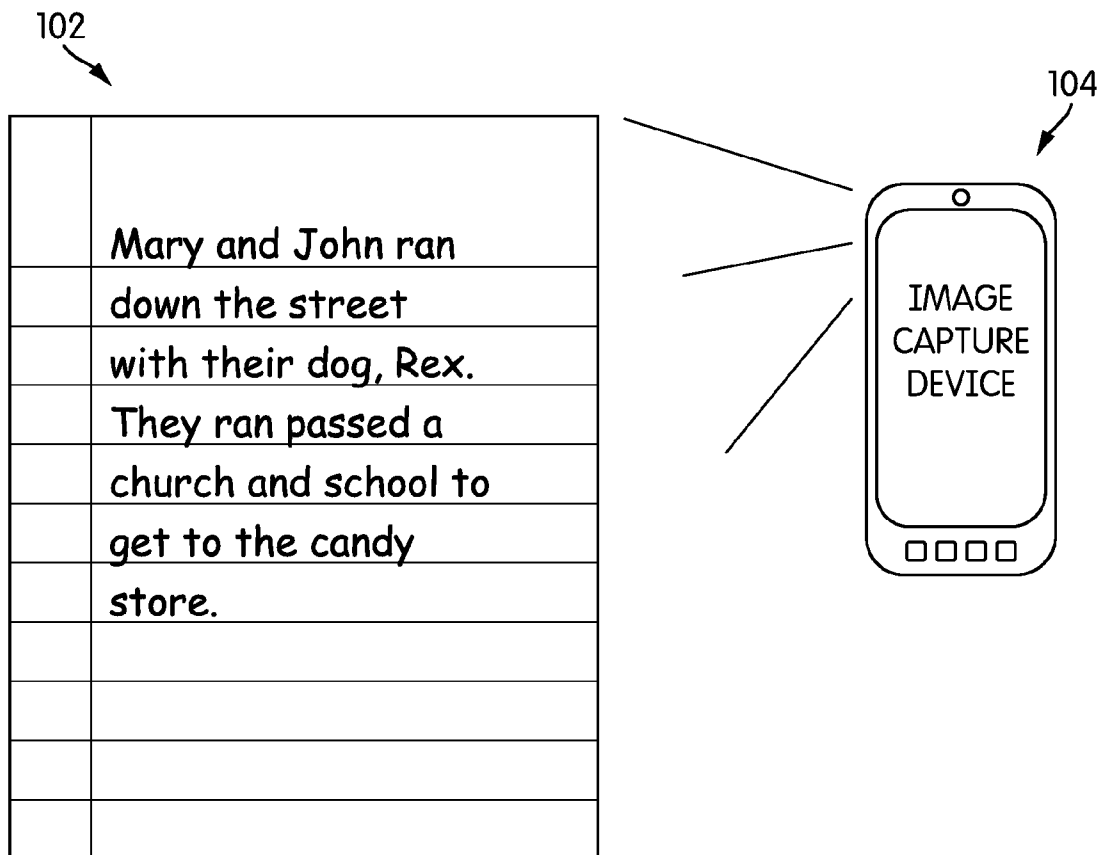 102
104
Mary and John ran
down the street
with their dog, Rex.
They ran passed a
church and school to
get to the candy
store.
IMAGE
CAPTURE
DEVICE